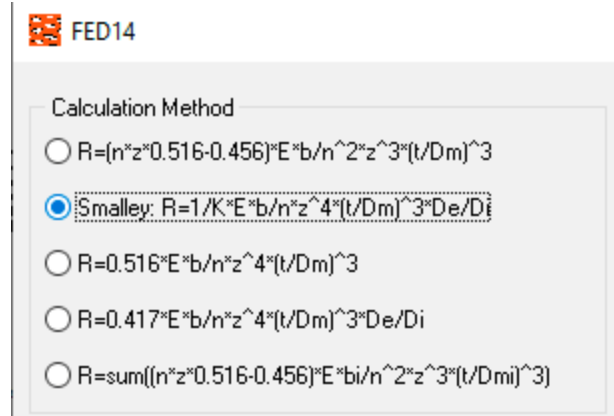 FED14
Calculation Method
R=(n*z*0.516-0.456)*E*b/n^2*z^3*(t/Dm)^3
Smalley: R=1/K*E*b/n*z^4*(t/Dm)^3*De/Di
R=0.516*E*b/n*z^4*(t/Dm)^3
R=0.417*E*b/n*z^4*(t/Dm)^3*De/Di
R=sum((n*z*0.516-0.456)*E*bi/n^2*z^3*(t/Dmi)^3)